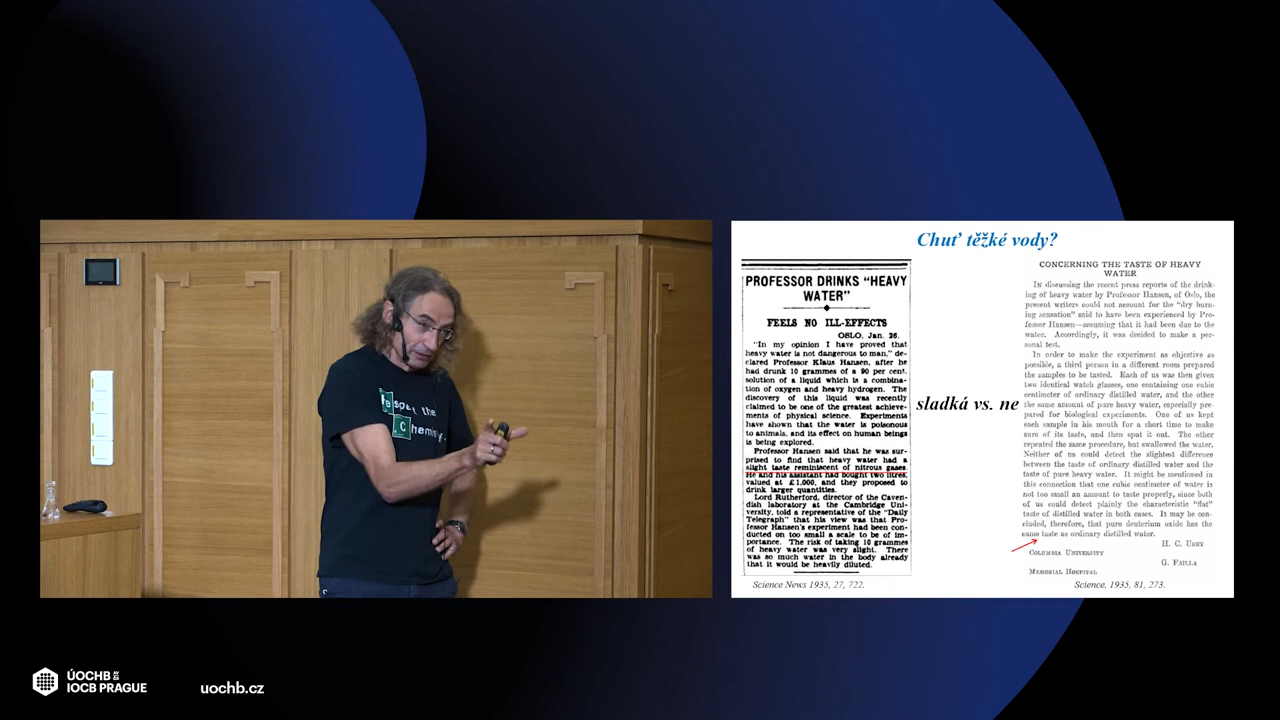 Respect the
Chemistry
Chuť těžké vody?
PROFESSOR DRINKS "HEAVY
WATER"
FEELS NO ILL-EFFECTS
OSLO, Jan. 26.
"In my opinion I have proved that
heavy water is not dangerous to man," de-
clared Professor Klaus Hansen, after he
had drunk 10 grammes of a 90 per cent.
solution of a liquid which is a combina-
tion of oxygen and heavy hydrogen. The
discovery of this liquid was recently
claimed to be one of the greatest achieve-
ments of physical science. Experiments
have shown that the water is poisonous
to animals, and its effect on human beings
is being explored.
Professor Hansen said that he was sur-
prised to find that heavy water had a
slight taste reminiscent of nitrous gases.
He and his assistant had bought two litres,
valued at £1,000, and they proposed to
drink larger quantities.
Lord Rutherford, director of the Caven-
dish laboratory at the Cambridge Uni-
versity, told a representative of the "Daily
Telegraph" that his view was that Pro-
fessor Hansen's experiment had been con-
ducted on too small a scale to be of im-
portance. The risk of taking 10 grammes
of heavy water was very slight. There
was so much water in the body already
that it would be heavily diluted.
Science News 1935, 27, 722.
sladká vs. ne
CONCERNING THE TASTE OF HEAVY
WATER
In discussing the recent press reports of the drink-
ing of heavy water by Professor Hansen, of Oslo, the
present writers could not account for the "dry burn-
ing sensation" said to have been experienced by Pro-
fessor Hansen—assuming that it had been due to the
water. Accordingly, it was decided to make a per-
sonal test.
In order to make the experiment as objective as
possible, a third person in a different room prepared
the samples to be tasted. Each of us was then given
two identical watch glasses, one containing one cubic
centimeter of ordinary distilled water, and the other
the same amount of pure heavy water, especially pre-
pared for biological experiments. One of us kept
each sample in his mouth for a short time to make
sure of its taste, and then spat it out. The other
repeated the same procedure, but swallowed the water.
Neither of us could detect the slightest difference
between the taste of ordinary distilled water and the
taste of pure heavy water. It might be mentioned in
this connection that one cubic centimeter of water is
not too small an amount to taste properly, since both
of us could detect plainly the characteristic "flat"
taste of distilled water in both cases. It may be con-
cluded, therefore, that pure deuterium oxide has the
same taste as ordinary distilled water.
H. C. Urey
Columbia University
G. Failla
Memorial Hospital
Science, 1935, 81, 273.
ÚOCHB
IOCB PRAGUE
uochb.cz